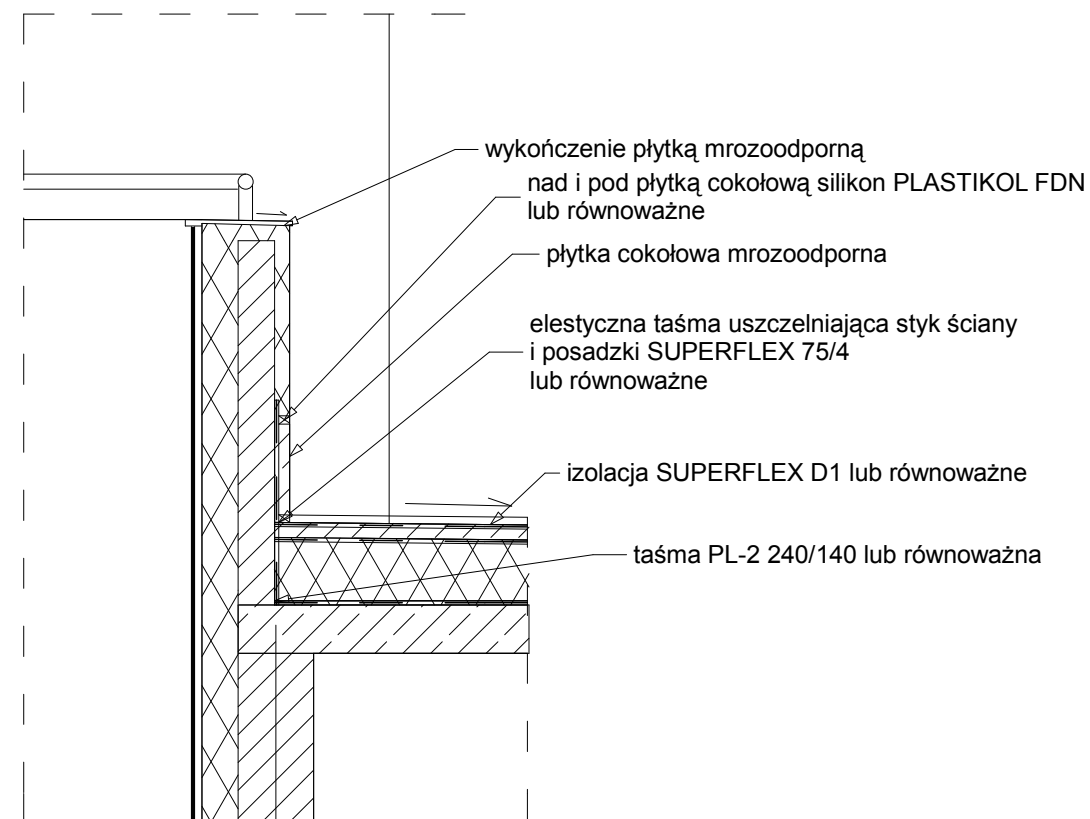 wykończenie płytką mrozoodporną
nad i pod płytką cokołową silikon PLASTIKOL FDN
lub równoważne
płytka cokołowa mrozoodporna
elestyczna taśma uszczelniająca styk ściany
i posadzki SUPERFLEX 75/4
lub równoważne
izolacja SUPERFLEX D1 lub równoważne
taśma PL-2 240/140 lub równoważna